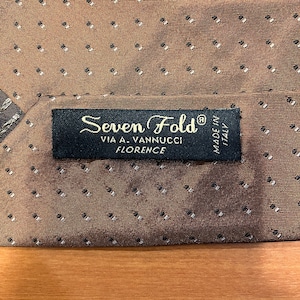 Seven Fold®
VIA A. VANNUCCI
FLORENCE
MADE IN
ITALY